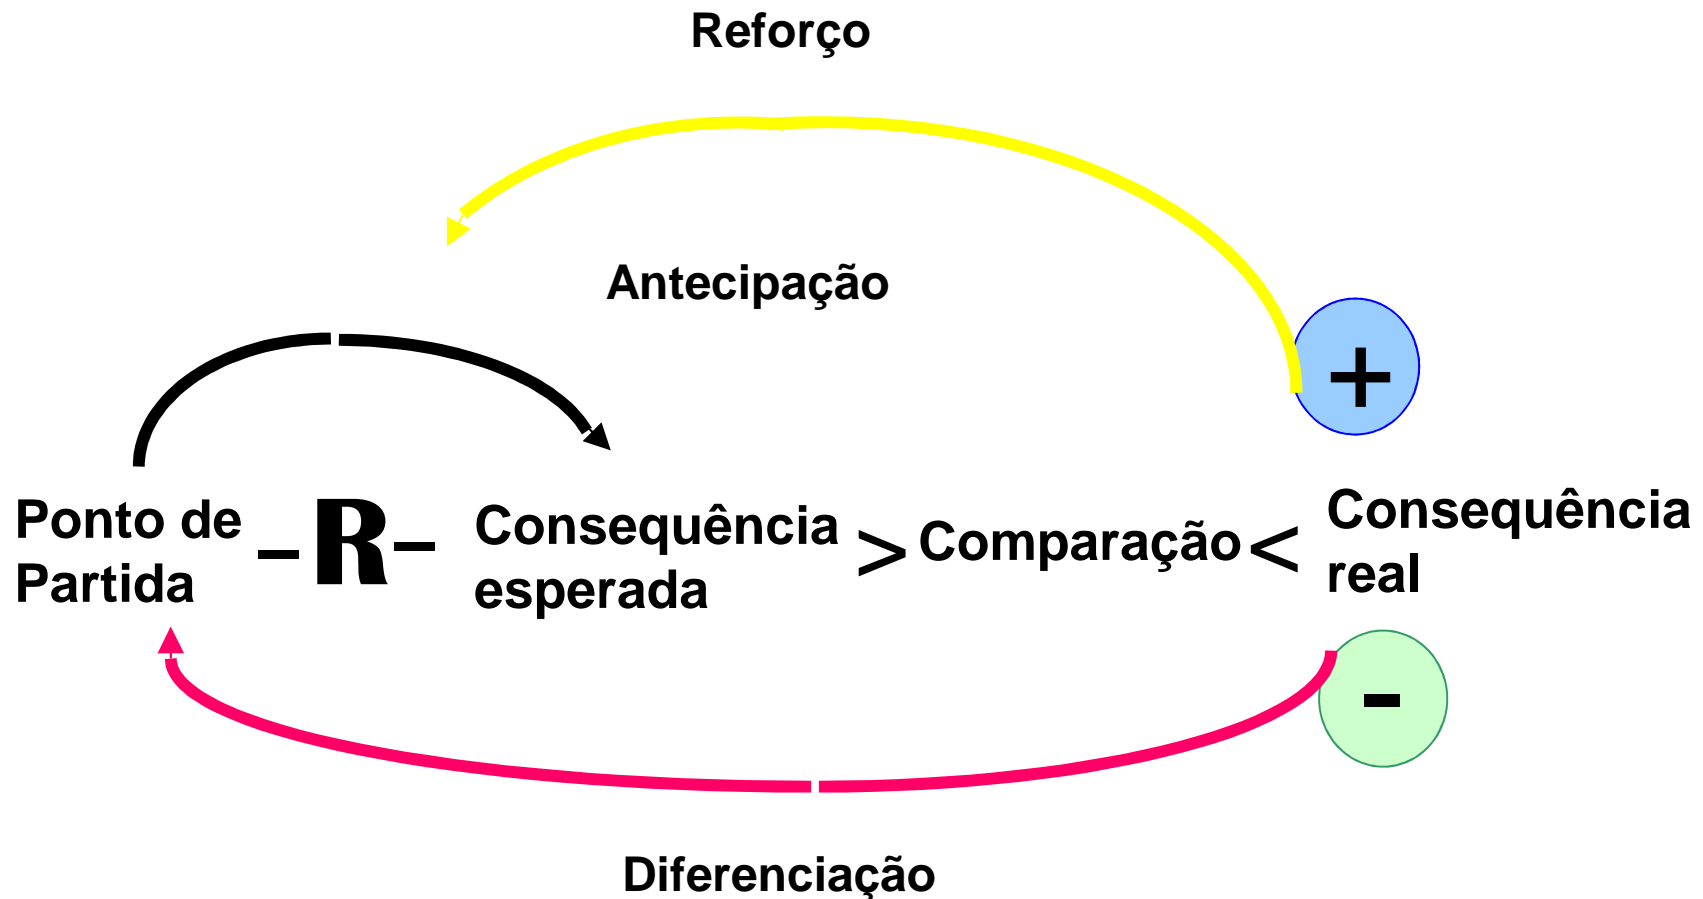 Reforço
Antecipação
+
Ponto de
Partida
– R –
Consequência
esperada
> Comparação <
Consequência
real
-
Diferenciação